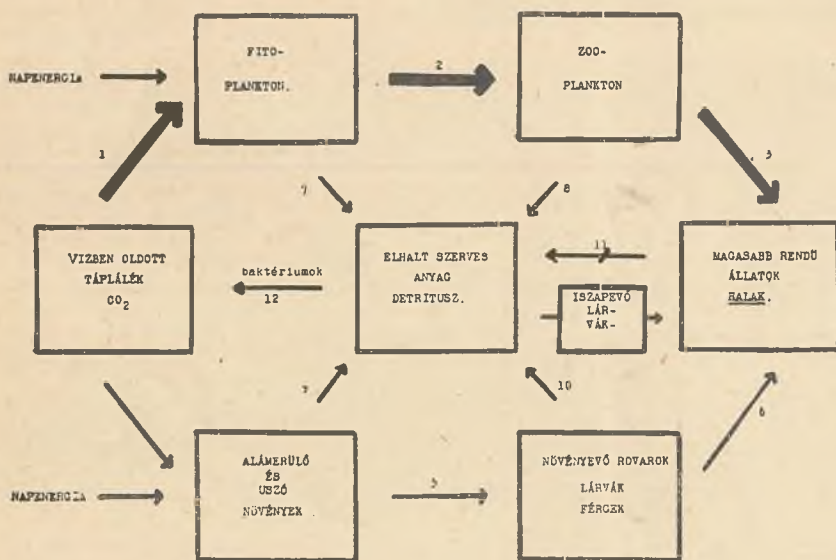 FITO-
PLANKTON.
ZOO-
PLANKTON
NAPENERGIA
2
1
3
7
8
VIZBEN OLDOTT
TÁPLÁLÉK
CO2
baktériumok
12
ELHALT SZERVES
ANYAG
DETRITUSZ.
11
ISZAPEVŐ
LÁR-
VÁK-
MAGASABB RENDŰ
ÁLLATOK
HALAK.
10
6
ALÁMERÜLŐ
ÉS
USZÓ
NÖVÉNYEK
NAPENERGIA
5
NÖVÉNYEVŐ ROVAROK
LÁRVÁK
FÉRGEK